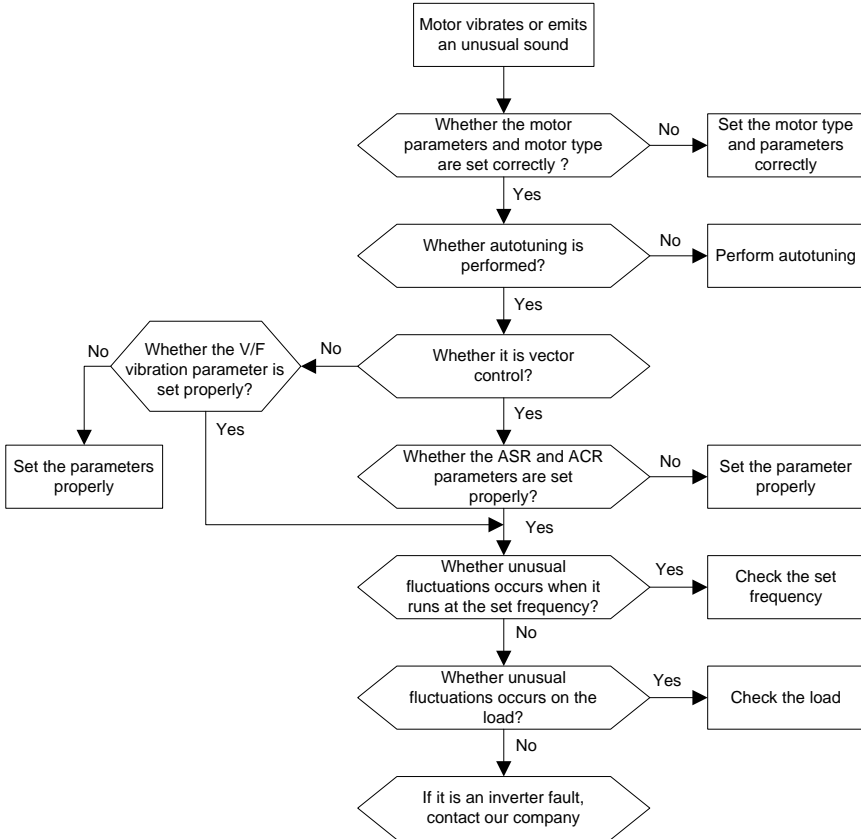 Motor vibrates or emits
an unusual sound
Whether the motor
parameters and motor type
are set correctly ?
No
Set the motor type
and parameters
correctly
Yes
Whether autotuning is
performed?
No
Perform autotuning
Yes
Whether the V/F
vibration parameter is
set properly?
No
No
Whether it is vector
control?
Yes
Yes
Set the parameters
properly
Whether the ASR and ACR
parameters are set
properly?
No
Set the parameter
properly
Yes
Whether unusual
fluctuations occurs when it
runs at the set frequency?
Yes
Check the set
frequency
No
Whether unusual
fluctuations occurs on the
load?
Yes
Check the load
No
If it is an inverter fault,
contact our company